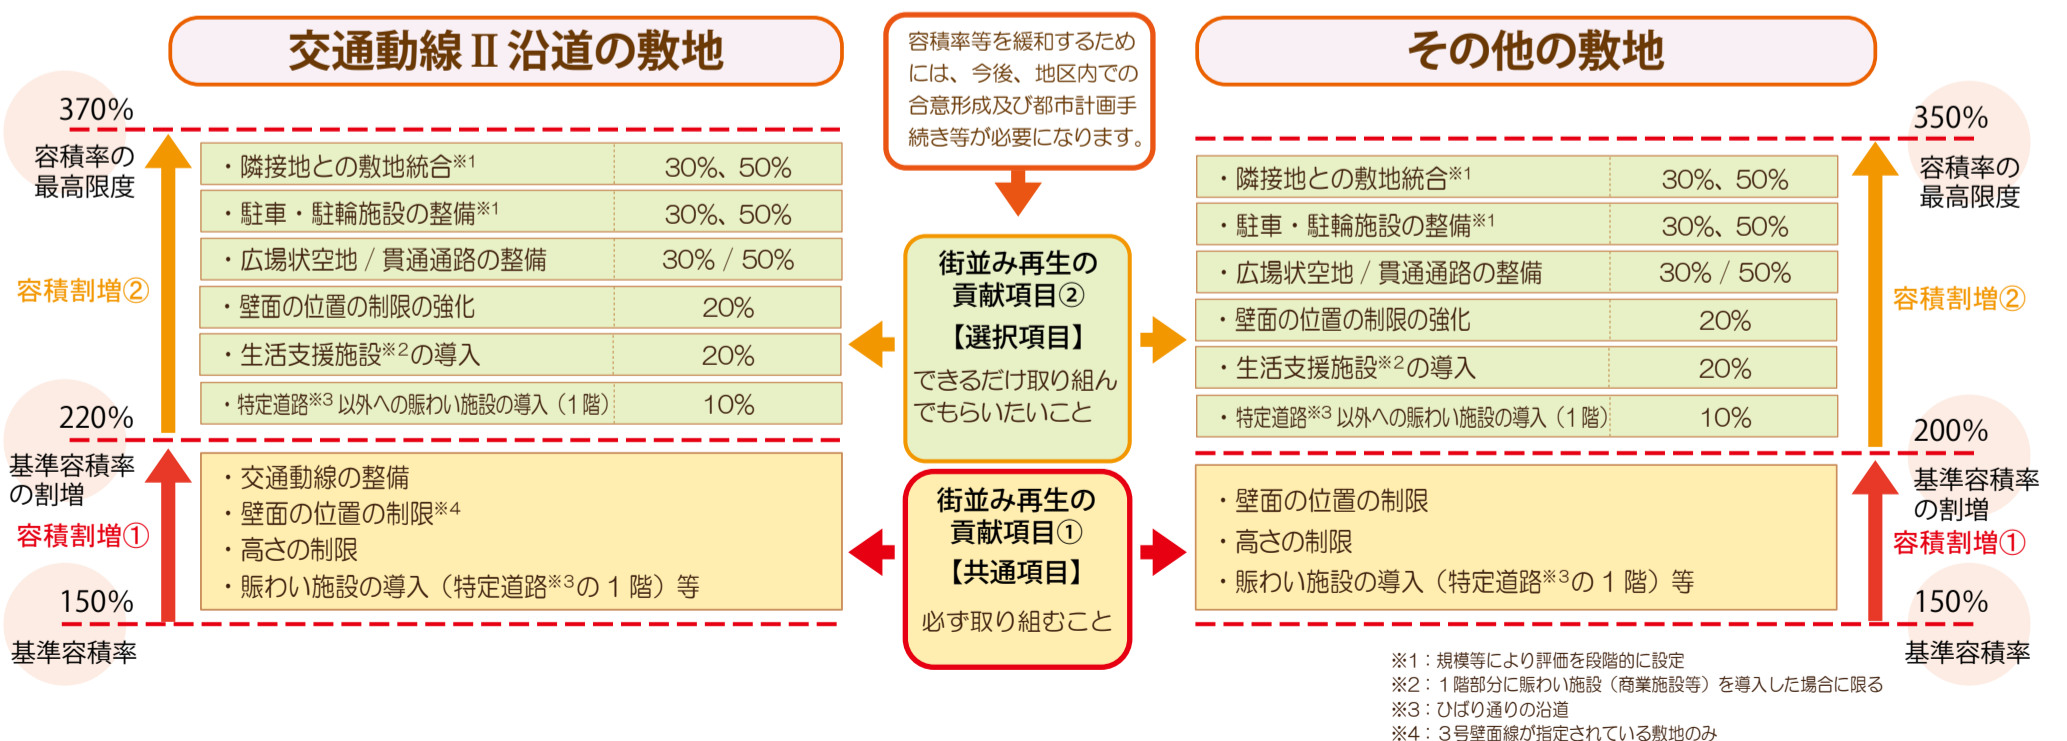 交通動線Ⅱ沿道の敷地
370%
容積率の
最高限度
容積割増②
220%
基準容積率
の割増
容積割増①
150%
基準容積率
・隣接地との敷地統合※1 30%、50%
・駐車・駐輪施設の整備※1 30%、50%
・広場状空地 / 貫通通路の整備 30% / 50%
・壁面の位置の制限の強化 20%
・生活支援施設※2の導入 20%
・特定道路※3以外への賑わい施設の導入（1階） 10%
・交通動線の整備
・壁面の位置の制限※4
・高さの制限
・賑わい施設の導入（特定道路※3の1階）等
容積率等を緩和するため
には、今後、地区内での
合意形成及び都市計画手
続き等が必要になります。
街並み再生の
貢献項目②
【選択項目】
できるだけ取り組ん
でもらいたいこと
街並み再生の
貢献項目①
【共通項目】
必ず取り組むこと
その他の敷地
・隣接地との敷地統合※1 30%、50%
・駐車・駐輪施設の整備※1 30%、50%
・広場状空地 / 貫通通路の整備 30% / 50%
・壁面の位置の制限の強化 20%
・生活支援施設※2の導入 20%
・特定道路※3以外への賑わい施設の導入（1階） 10%
・壁面の位置の制限
・高さの制限
・賑わい施設の導入（特定道路※3の1階）等
350%
容積率の
最高限度
容積割増②
200%
基準容積率
の割増
容積割増①
150%
基準容積率
※1：規模等により評価を段階的に設定
※2：1階部分に賑わい施設（商業施設等）を導入した場合に限る
※3：ひばり通りの沿道
※4：3号壁面線が指定されている敷地のみ